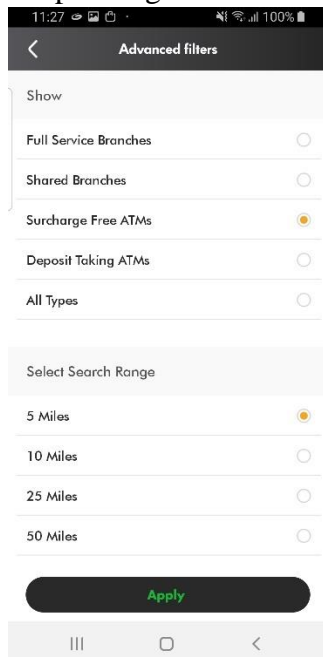 11:27 100%
Advanced filters
Show
Full Service Branches
Shared Branches
Surcharge Free ATMs
Deposit Taking ATMs
All Types
Select Search Range
5 Miles
10 Miles
25 Miles
50 Miles
Apply